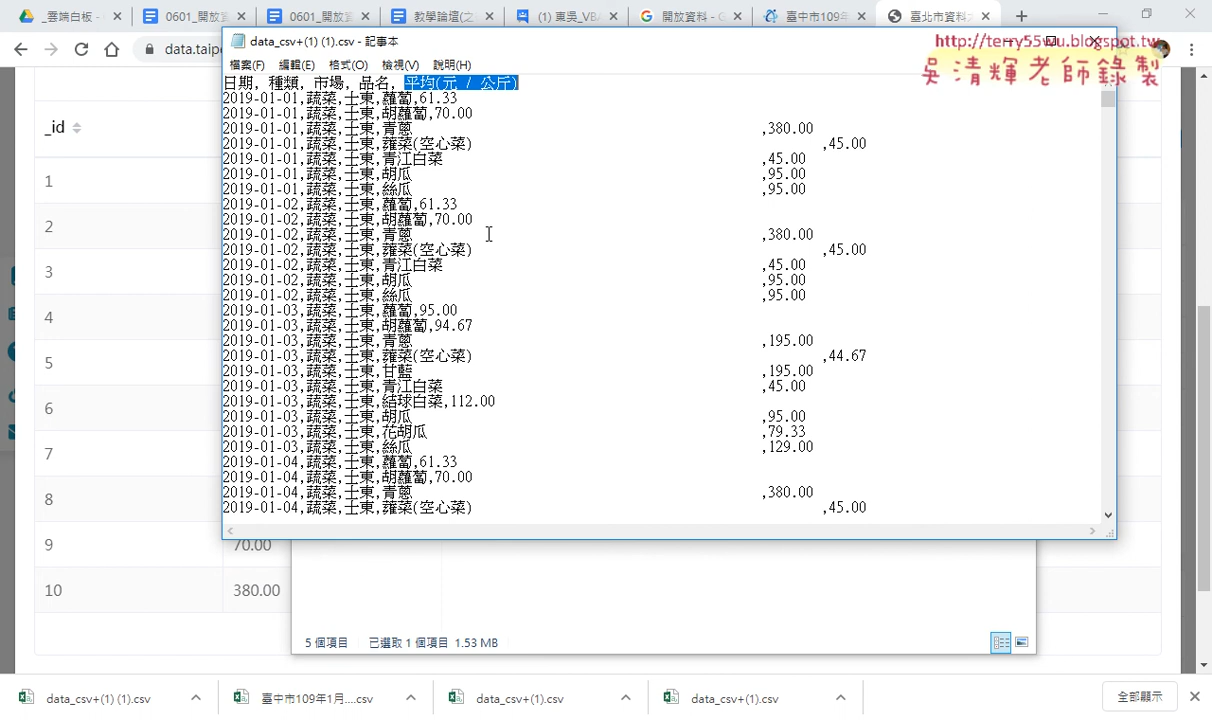 _雲端白板 -
0601_開放資
0601_開放資
教學論壇(之
(1) 東吳_VBA
開放資料 - G
臺中市109年
臺北市資料大
data.taipe
http://terry55wu.blogspot.tw
吳清輝老師錄製
data_csv+(1) (1).csv - 記事本
檔案(F) 編輯(E) 格式(O) 檢視(V) 說明(H)
日期, 種類, 市場, 品名, 平均(元 / 公斤)
2019-01-01,蔬菜,士東,蘿蔔,61.33
2019-01-01,蔬菜,士東,胡蘿蔔,70.00
2019-01-01,蔬菜,士東,青蔥 ,380.00
2019-01-01,蔬菜,士東,蕹菜(空心菜) ,45.00
2019-01-01,蔬菜,士東,青江白菜 ,45.00
2019-01-01,蔬菜,士東,胡瓜 ,95.00
2019-01-01,蔬菜,士東,絲瓜 ,95.00
2019-01-02,蔬菜,士東,蘿蔔,61.33
2019-01-02,蔬菜,士東,胡蘿蔔,70.00
2019-01-02,蔬菜,士東,青蔥 ,380.00
2019-01-02,蔬菜,士東,蕹菜(空心菜) ,45.00
2019-01-02,蔬菜,士東,青江白菜 ,45.00
2019-01-02,蔬菜,士東,胡瓜 ,95.00
2019-01-02,蔬菜,士東,絲瓜 ,95.00
2019-01-03,蔬菜,士東,蘿蔔,95.00
2019-01-03,蔬菜,士東,胡蘿蔔,94.67
2019-01-03,蔬菜,士東,青蔥 ,195.00
2019-01-03,蔬菜,士東,蕹菜(空心菜) ,44.67
2019-01-03,蔬菜,士東,甘藍 ,195.00
2019-01-03,蔬菜,士東,青江白菜 ,45.00
2019-01-03,蔬菜,士東,結球白菜,112.00
2019-01-03,蔬菜,士東,胡瓜 ,95.00
2019-01-03,蔬菜,士東,花胡瓜 ,79.33
2019-01-03,蔬菜,士東,絲瓜 ,129.00
2019-01-04,蔬菜,士東,蘿蔔,61.33
2019-01-04,蔬菜,士東,胡蘿蔔,70.00
2019-01-04,蔬菜,士東,青蔥 ,380.00
2019-01-04,蔬菜,士東,蕹菜(空心菜) ,45.00
_id
1
2
3
4
5
6
7
8
9 70.00
10 380.00
5 個項目 已選取 1 個項目 1.53 MB
data_csv+(1) (1).csv
臺中市109年1月....csv
data_csv+(1).csv
data_csv+(1).csv
全部顯示